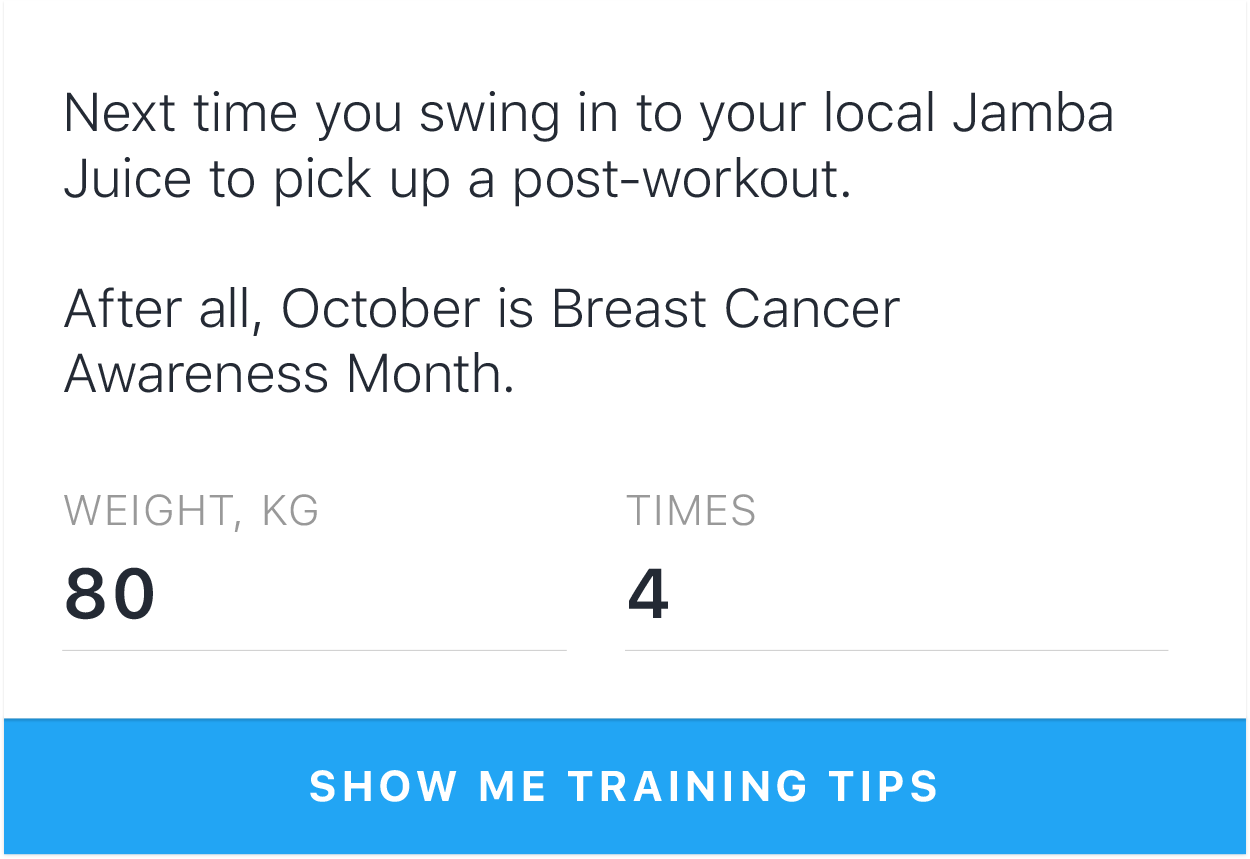 Next time you swing in to your local Jamba
Juice to pick up a post-workout.
After all, October is Breast Cancer
Awareness Month.
WEIGHT, KG
TIMES
80
4
SHOW ME TRAINING TIPS